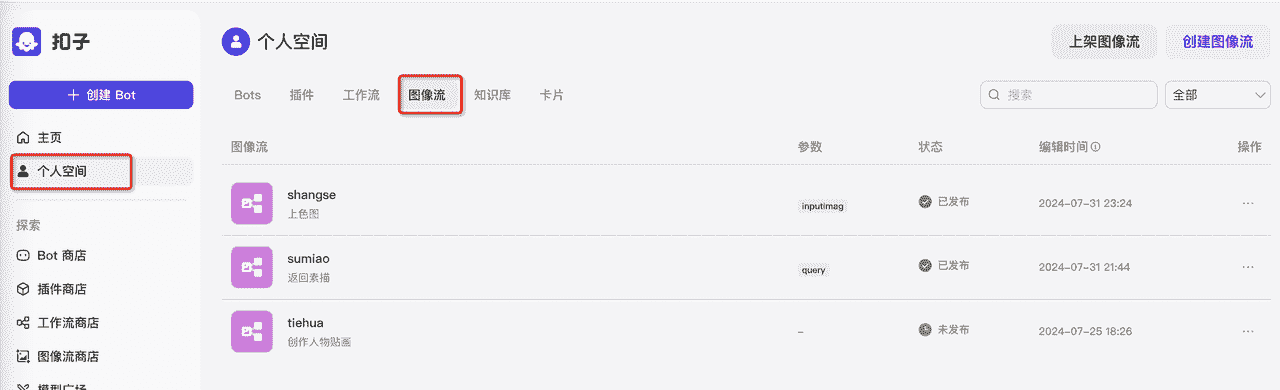 扣子
创建 Bot
主页
个人空间
探索
Bot 商店
插件商店
工作流商店
图像流商店
模型广场
个人空间
上架图像流
创建图像流
Bots 插件 工作流 图像流 知识库 卡片
搜索
全部
图像流 参数 状态 编辑时间 操作
shangse
上色图
inputimag
已发布
2024-07-31 23:24
sumiao
返回素描
query
已发布
2024-07-31 21:44
tiehua
创作人物贴画
–
未发布
2024-07-25 18:26